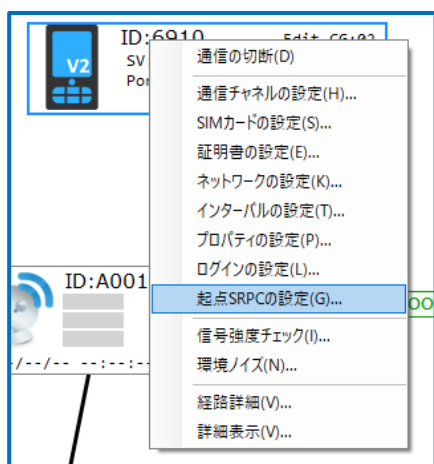 ID:6910
Edit CG:02
V2
SV
Por
通信の切断(D)
通信チャネルの設定(H)...
SIMカードの設定(S)...
証明書の設定(E)...
ネットワークの設定(K)...
インターバルの設定(T)...
プロパティの設定(P)...
ログインの設定(L)...
ID:A001
起点SRPCの設定(G)...
信号強度チェック(I)...
/--/-- --:--:--
環境ノイズ(N)...
経路詳細(V)...
詳細表示(V)...